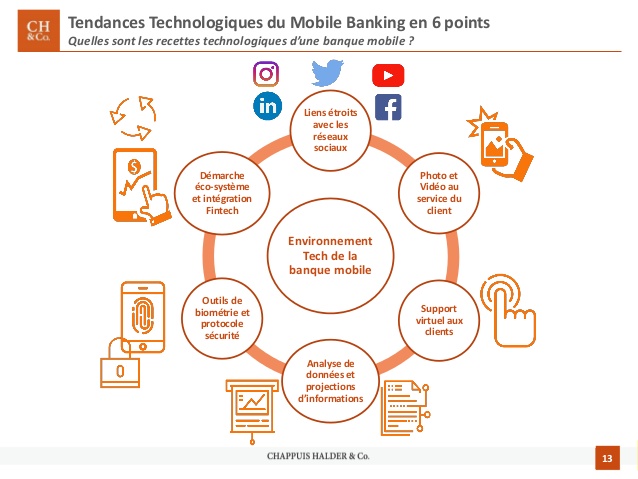 CH
&Co.
Tendances Technologiques du Mobile Banking en 6 points
Quelles sont les recettes technologiques d’une banque mobile ?
Liens étroits
avec les
réseaux
sociaux
Démarche
éco-système
et intégration
Fintech
Photo et
Vidéo au
service du
client
Environnement
Tech de la
banque mobile
Outils de
biométrie et
protocole
sécurité
Support
virtuel aux
clients
Analyse de
données et
projections
d’informations
CHAPPUIS HALDER & Co.
13